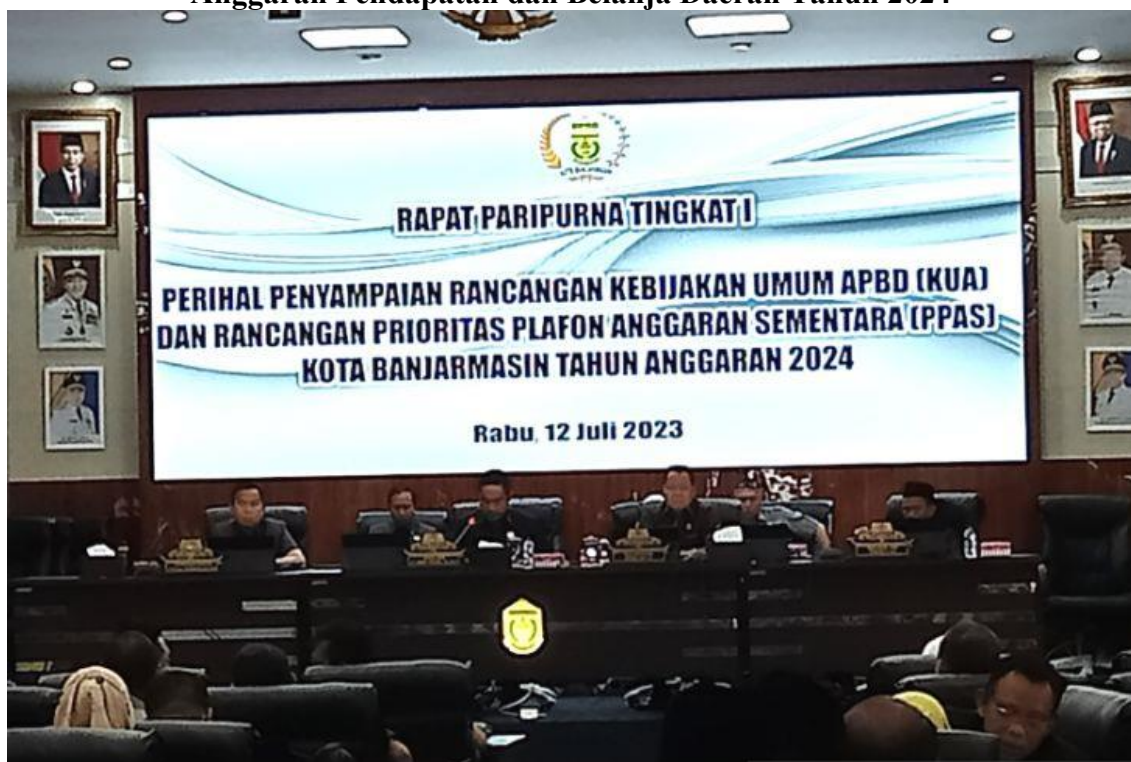 Anggaran Pendapatan dan Belanja Daerah Tahun 2024
DPRD
RAPAT PARIPURNA TINGKAT I
PERIHAL PENYAMPAIAN RANCANGAN KEBIJAKAN UMUM APBD (KUA)
DAN RANCANGAN PRIORITAS PLAFON ANGGARAN SEMENTARA (PPAS)
KOTA BANJARMASIN TAHUN ANGGARAN 2024
Rabu, 12 Juli 2023